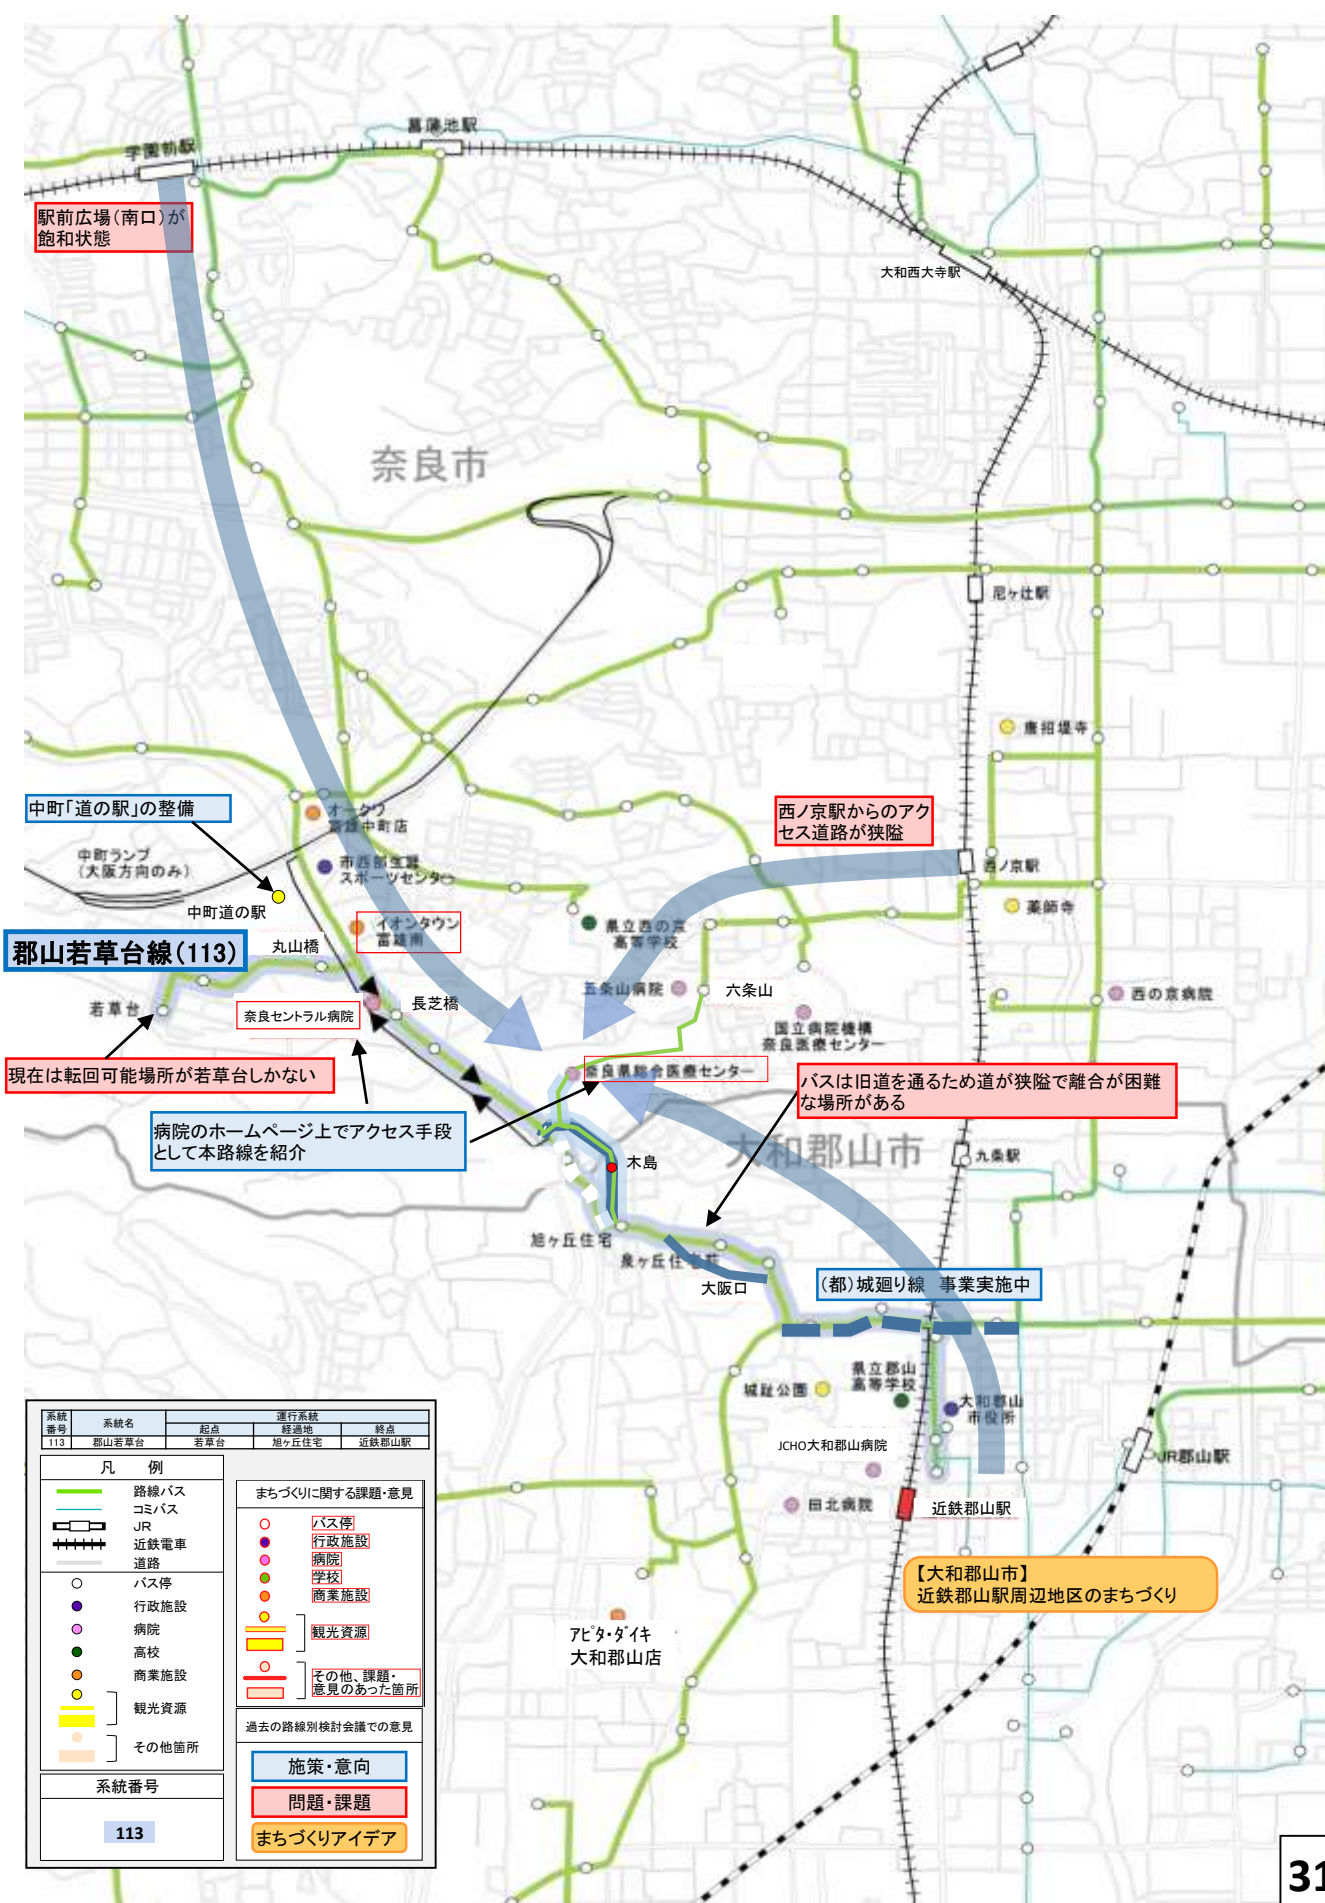 菖蒲池駅
学園前駅
駅前広場(南口)が
飽和状態
大和西大寺駅
奈良市
尼ヶ辻駅
唐招提寺
中町「道の駅」の整備
オークワ
富雄中町店
西ノ京駅からのアク
セス道路が狭隘
中町ランプ
(大阪方向のみ)
市西部生涯
スポーツセンター
西ノ京駅
中町道の駅
薬師寺
イオンタウン
富雄南
県立西の京
高等学校
郡山若草台線(113)
丸山橋
五条山病院
六条山
西の京病院
若草台
奈良セントラル病院
長芝橋
国立病院機構
奈良医療センター
現在は転回可能場所が若草台しかない
奈良県総合医療センター
バスは旧道を通るため道が狭隘で離合が困難
な場所がある
病院のホームページ上でアクセス手段
として本路線を紹介
大和郡山市
九条駅
木島
旭ヶ丘住宅
泉ヶ丘住宅前
大阪口
(都)城廻り線 事業実施中
城趾公園
県立郡山
高等学校
大和郡山
市役所
JCHO大和郡山病院
JR郡山駅
田北病院
近鉄郡山駅
【大和郡山市】
近鉄郡山駅周辺地区のまちづくり
アピタ・ダイキ
大和郡山店
系統
番号
系統名
運行系統
起点
経過地
終点
113
郡山若草台
若草台
旭ヶ丘住宅
近鉄郡山駅
凡 例
路線バス
コミバス
JR
近鉄電車
道路
バス停
行政施設
病院
高校
商業施設
観光資源
その他箇所
系統番号
113
まちづくりに関する課題・意見
バス停
行政施設
病院
学校
商業施設
観光資源
その他、課題・
意見のあった箇所
過去の路線別検討会議での意見
施策・意向
問題・課題
まちづくりアイデア
31